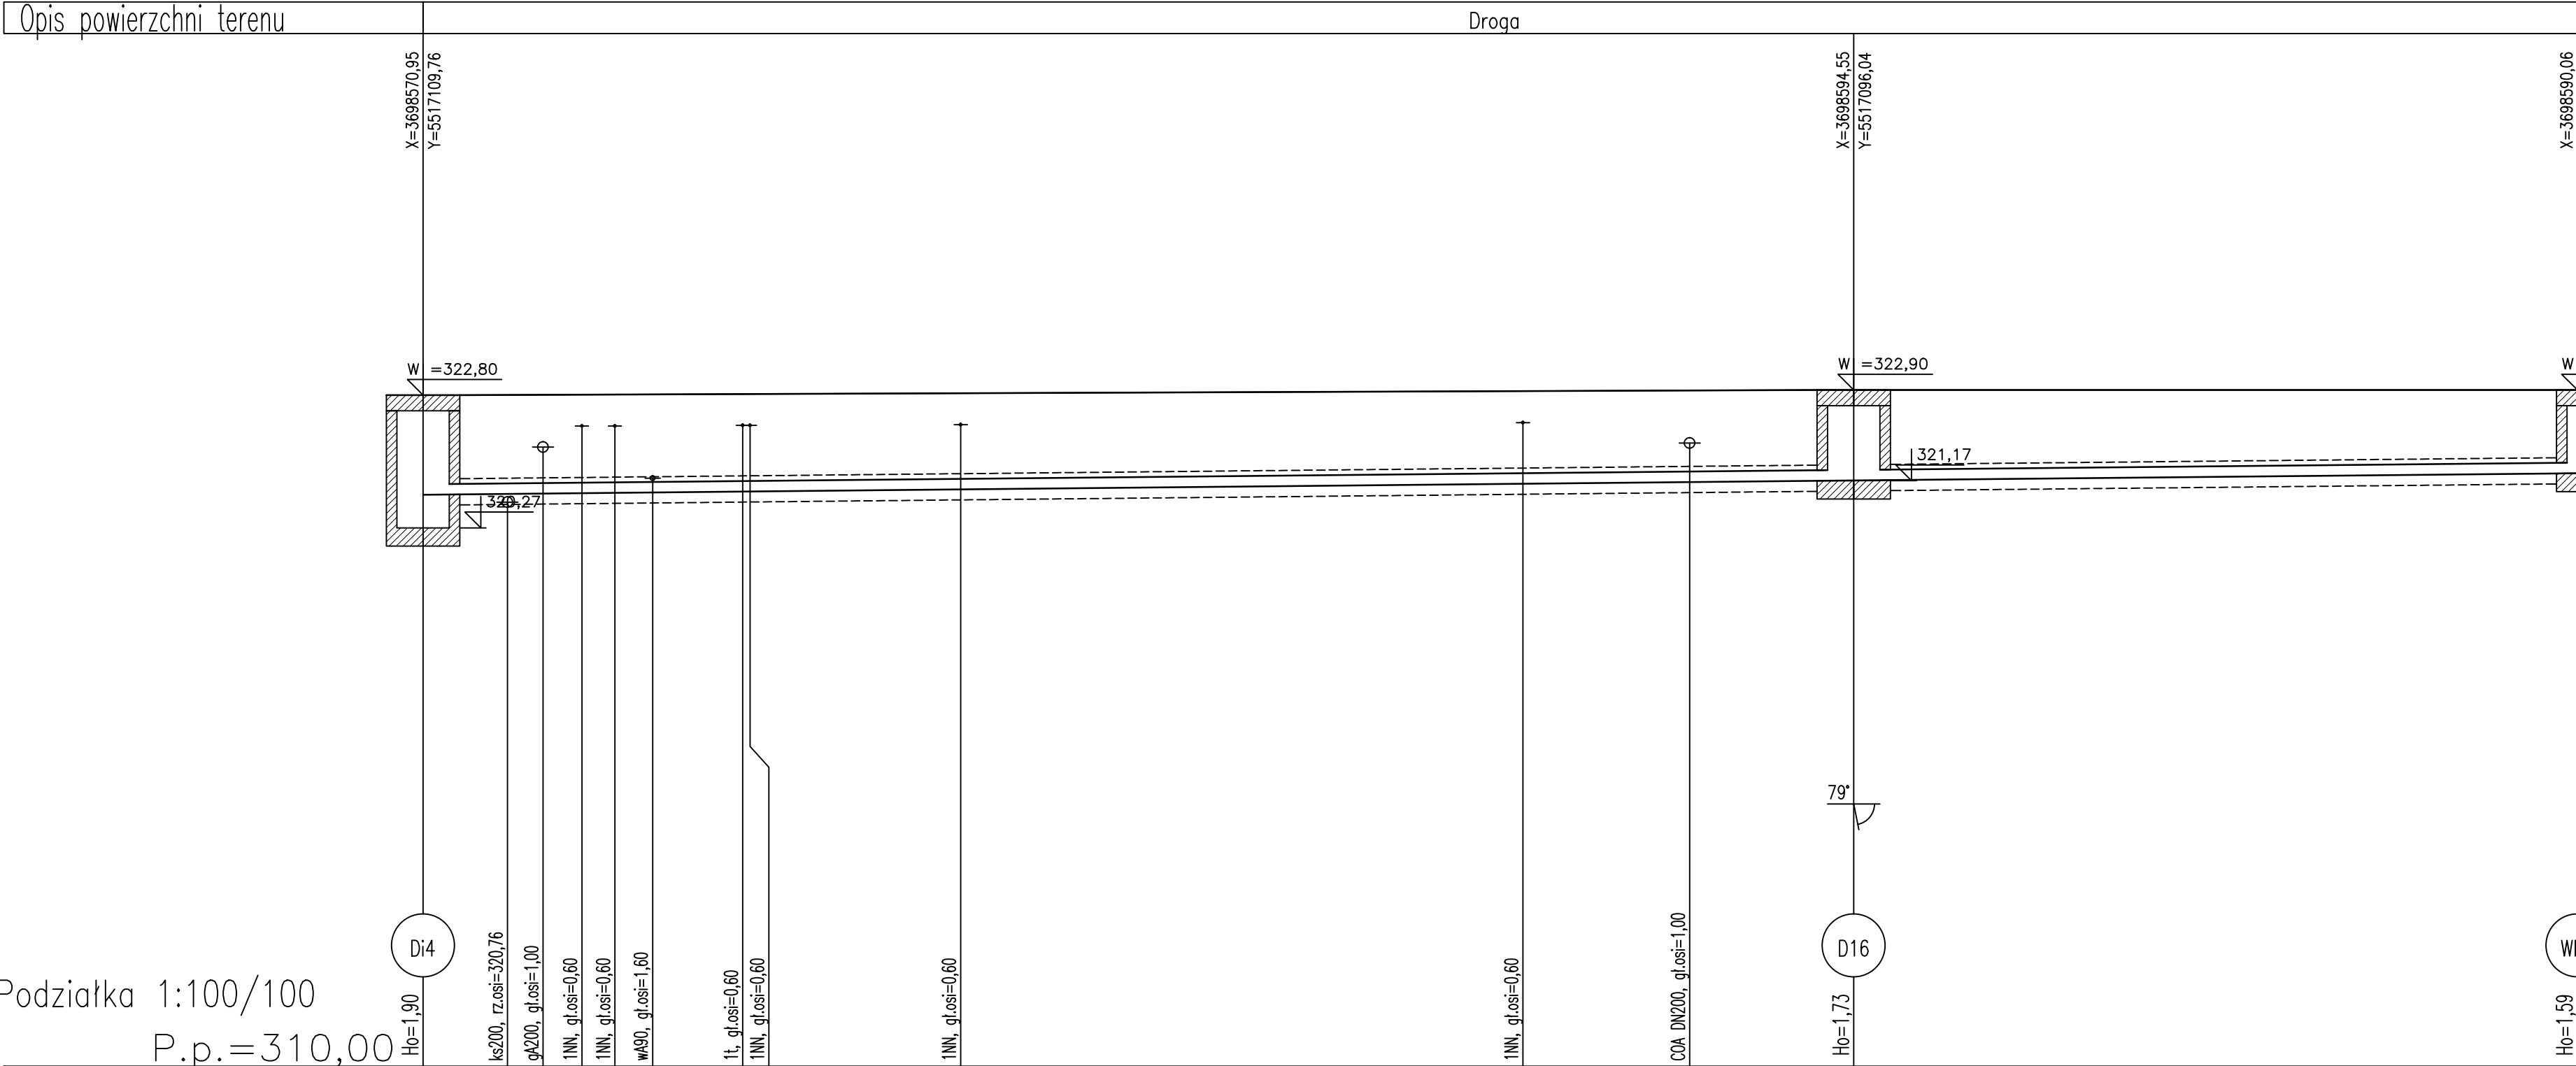 Opis powierzchni terenu
Droga
X=3698570,95
Y=5517109,76
X=3698594,55
Y=5517096,04
X=3698590,06
W =322,80
W =322,90
W
321,17
320,27
79°
Di4
D16
ks200, rz.osi=320,76
gA200, gł.osi=1,00
1NN, gł.osi=0,60
1NN, gł.osi=0,60
wA90, gł.osi=1,60
1t, gł.osi=0,60
1NN, gł.osi=0,60
1NN, gł.osi=0,60
1NN, gł.osi=0,60
COA DN200, gł.osi=1,00
Podziałka 1:100/100
P.p.=310,00
Ho=1,90
Ho=1,73
Ho=1,59